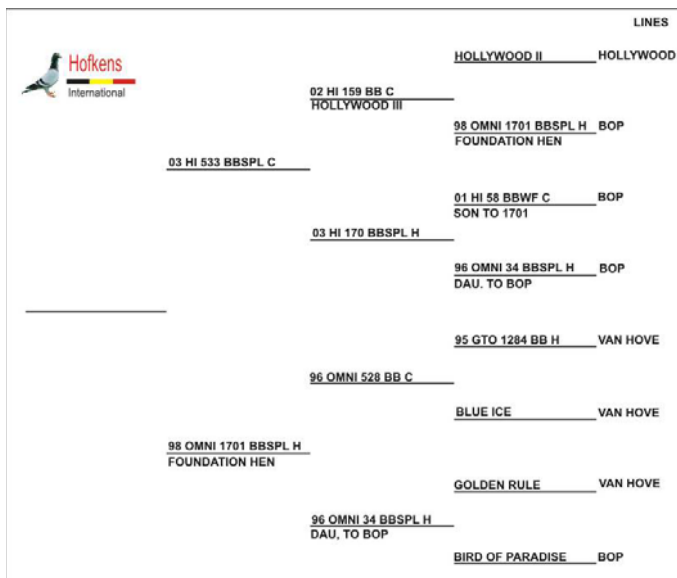 LINES
Hofkens
International
HOLLYWOOD II HOLLYWOOD
02 HI 159 BB C
HOLLYWOOD III
98 OMNI 1701 BBSPL H BOP
FOUNDATION HEN
03 HI 533 BBSPL C
01 HI 58 BBWF C BOP
SON TO 1701
03 HI 170 BBSPL H
96 OMNI 34 BBSPL H BOP
DAU. TO BOP
95 GTO 1284 BB H VAN HOVE
96 OMNI 528 BB C
BLUE ICE VAN HOVE
98 OMNI 1701 BBSPL H
FOUNDATION HEN
GOLDEN RULE VAN HOVE
96 OMNI 34 BBSPL H
DAU, TO BOP
BIRD OF PARADISE BOP